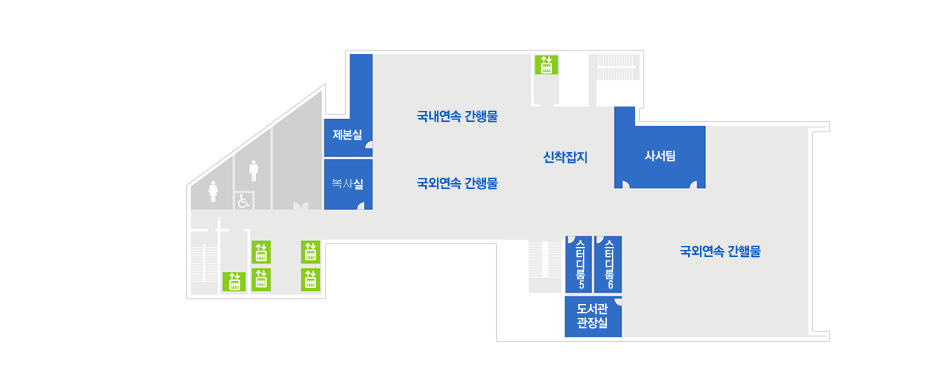 국내연속 간행물
제본실
신착잡지
사서팀
국외연속 간행물
복사실
국외연속 간핼물
스터디룸5
스터디룸6
도서관
관장실